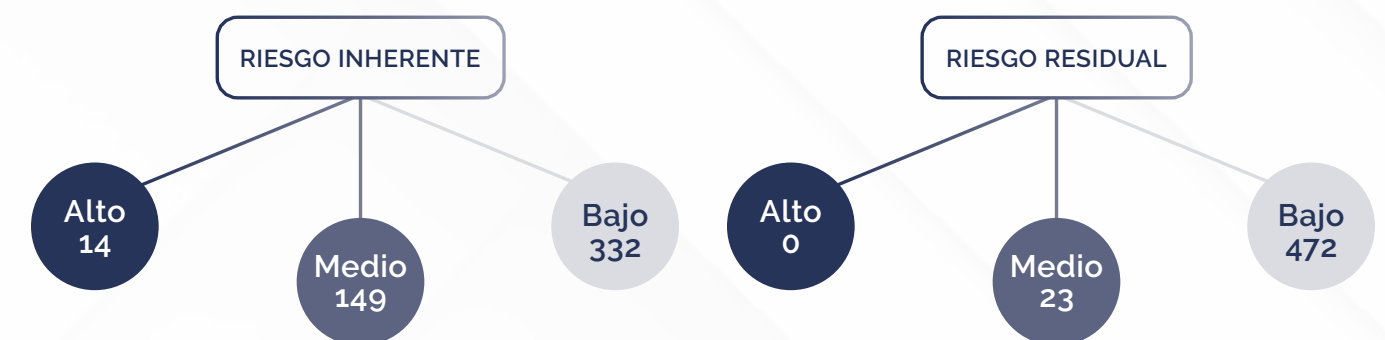 RIESGO INHERENTE
Alto
14
Medio
149
Bajo
332
RIESGO RESIDUAL
Alto
0
Medio
23
Bajo
472